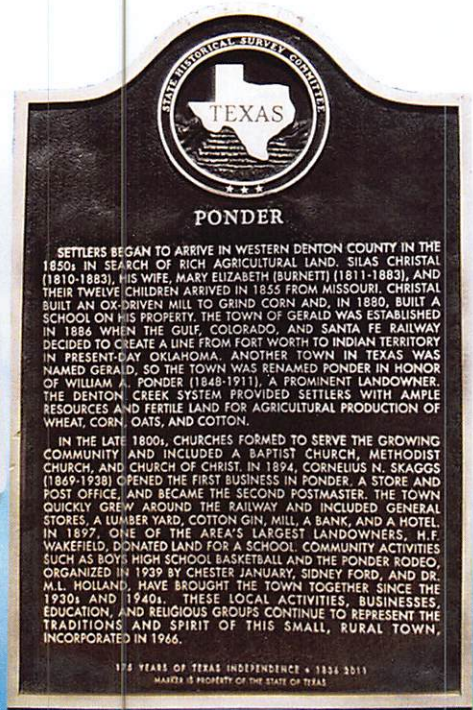 STATE HISTORICAL SURVEY COMMITTEE
TEXAS
PONDER
SETTLERS BEGAN TO ARRIVE IN WESTERN DENTON COUNTY IN THE
1850s IN SEARCH OF RICH AGRICULTURAL LAND. SILAS CHRISTAL
(1810-1883), HIS WIFE, MARY ELIZABETH (BURNETT) (1811-1883), AND
THEIR TWELVE CHILDREN ARRIVED IN 1855 FROM MISSOURI. CHRISTAL
BUILT AN OX-DRIVEN MILL TO GRIND CORN AND, IN 1880, BUILT A
SCHOOL ON HIS PROPERTY. THE TOWN OF GERALD WAS ESTABLISHED
IN 1886 WHEN THE GULF, COLORADO, AND SANTA FE RAILWAY
DECIDED TO CREATE A LINE FROM FORT WORTH TO INDIAN TERRITORY
IN PRESENT-DAY OKLAHOMA. ANOTHER TOWN IN TEXAS WAS
NAMED GERALD, SO THE TOWN WAS RENAMED PONDER IN HONOR
OF WILLIAM A. PONDER (1848-1911), A PROMINENT LANDOWNER.
THE DENTON CREEK SYSTEM PROVIDED SETTLERS WITH AMPLE
RESOURCES AND FERTILE LAND FOR AGRICULTURAL PRODUCTION OF
WHEAT, CORN, OATS, AND COTTON.
IN THE LATE 1800s, CHURCHES FORMED TO SERVE THE GROWING
COMMUNITY AND INCLUDED A BAPTIST CHURCH, METHODIST
CHURCH, AND CHURCH OF CHRIST. IN 1894, CORNELIUS N. SKAGGS
(1869-1938) OPENED THE FIRST BUSINESS IN PONDER, A STORE AND
POST OFFICE, AND BECAME THE SECOND POSTMASTER. THE TOWN
QUICKLY GREW AROUND THE RAILWAY AND INCLUDED GENERAL
STORES, A LUMBER YARD, COTTON GIN, MILL, A BANK, AND A HOTEL.
IN 1897, ONE OF THE AREA'S LARGEST LANDOWNERS, H.F.
WAKEFIELD, DONATED LAND FOR A SCHOOL. COMMUNITY ACTIVITIES
SUCH AS BOYS HIGH SCHOOL BASKETBALL AND THE PONDER RODEO,
ORGANIZED IN 1939 BY CHESTER JANUARY, SIDNEY FORD, AND DR.
M.L. HOLLAND, HAVE BROUGHT THE TOWN TOGETHER SINCE THE
1930s AND 1940s. THESE LOCAL ACTIVITIES, BUSINESSES,
EDUCATION, AND RELIGIOUS GROUPS CONTINUE TO REPRESENT THE
TRADITIONS AND SPIRIT OF THIS SMALL, RURAL TOWN,
INCORPORATED IN 1966.
175 YEARS OF TEXAS INDEPENDENCE * 1836 2011
MARKER IS PROPERTY OF THE STATE OF TEXAS